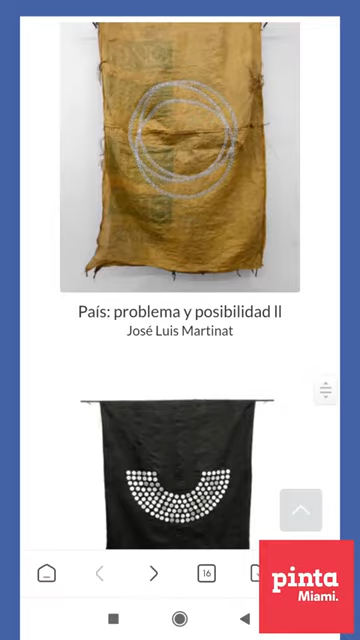 País: problema y posibilidad ll
José Luis Martinat
16
pinta
Miami.